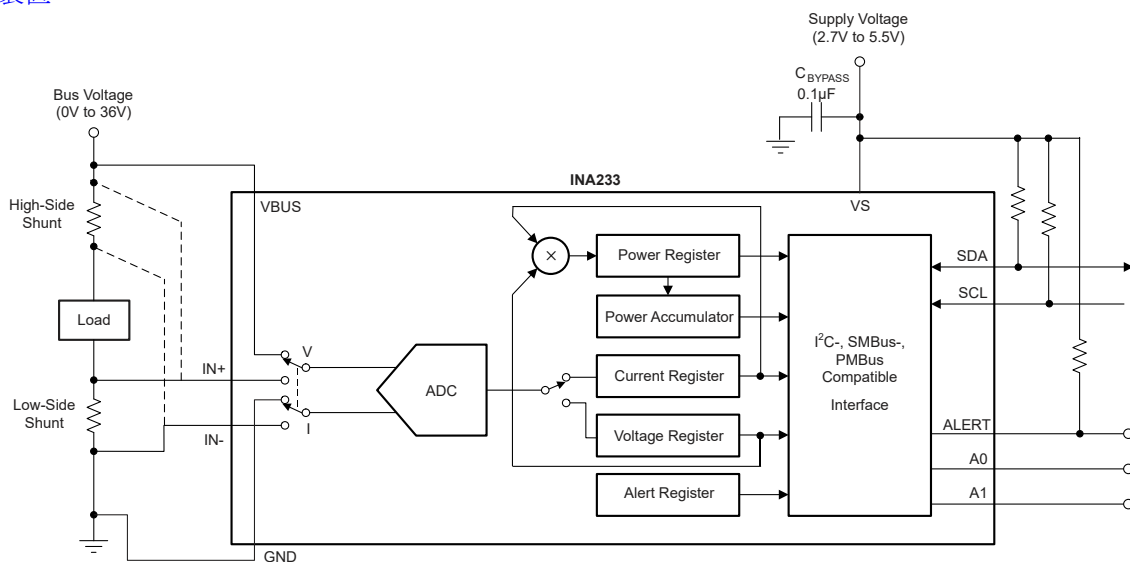 Supply Voltage
(2.7V to 5.5V)
CBYPASS
0.1µF
Bus Voltage
(0V to 36V)
INA233
VBUS
VS
High-Side
Shunt
×
Power Register
SDA
SCL
Power Accumulator
Load
I²C-, SMBus-,
PMBus
Compatible
Interface
V
IN+
ADC
Current Register
Low-Side
Shunt
I
IN-
Voltage Register
ALERT
A0
Alert Register
A1
GND